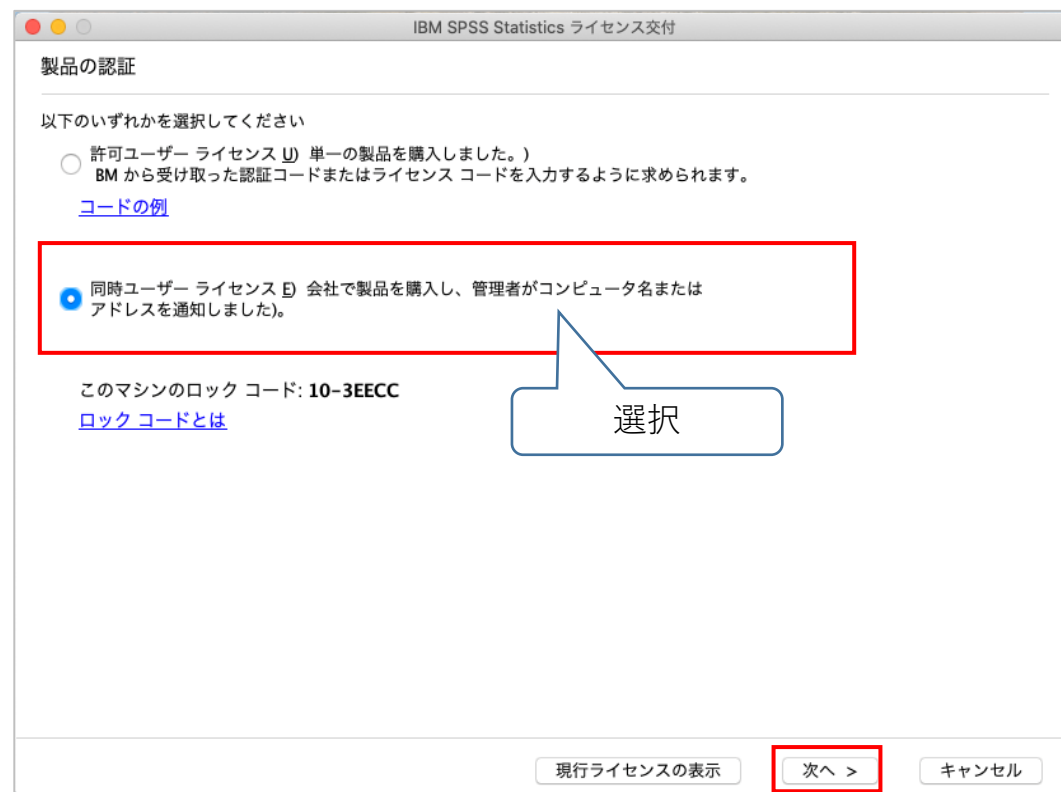 IBM SPSS Statistics ライセンス交付
製品の認証
以下のいずれかを選択してください
許可ユーザー ライセンス U) 単一の製品を購入しました。)
BM から受け取った認証コードまたはライセンス コードを入力するように求められます。
コードの例
同時ユーザー ライセンス E) 会社で製品を購入し、管理者がコンピュータ名または
アドレスを通知しました)。
このマシンのロック コード: 10-3EECC
ロック コードとは
選択
現行ライセンスの表示
次へ >
キャンセル